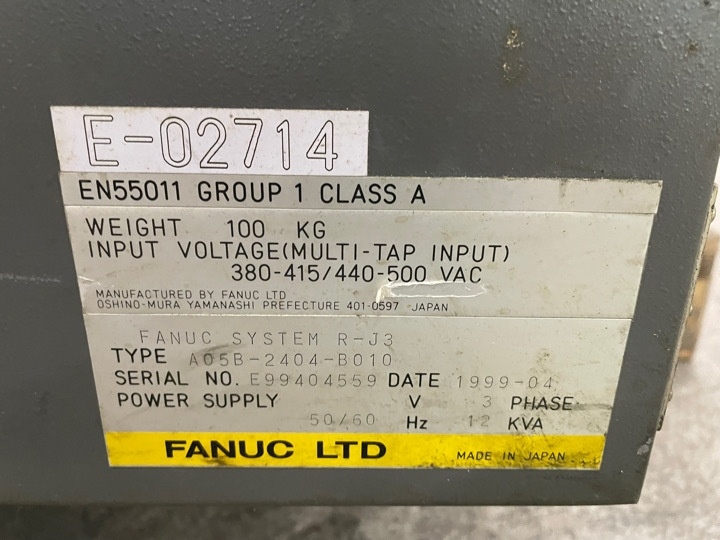 E-02714
EN55011 GROUP 1 CLASS A
WEIGHT 100 KG
INPUT VOLTAGE(MULTI-TAP INPUT)
380-415/440-500 VAC
MANUFACTURED BY FANUC LTD
OSHINO-MURA YAMANASHI PREFECTURE 401-0597 JAPAN
FANUC SYSTEM R-J3
TYPE A05B-2404-B010
SERIAL NO. E99404559 DATE 1999-04
POWER SUPPLY V 3 PHASE
50/60 Hz 12 KVA
FANUC LTD MADE IN JAPAN